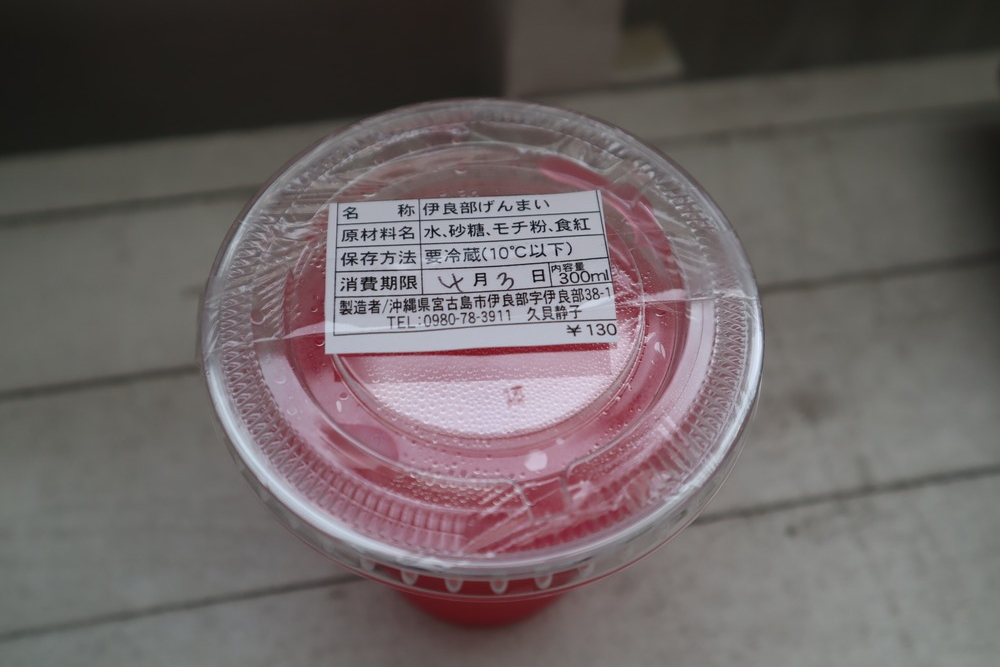 名 称 伊良部げんまい
原材料名 水、砂糖、モチ粉、食紅
保存方法 要冷蔵(10℃以下)
消費期限 4月3日 内容量 300ml
製造者/沖縄県宮古島市伊良部字伊良部38-1
TEL:0980-78-3911 久貝静子
¥130